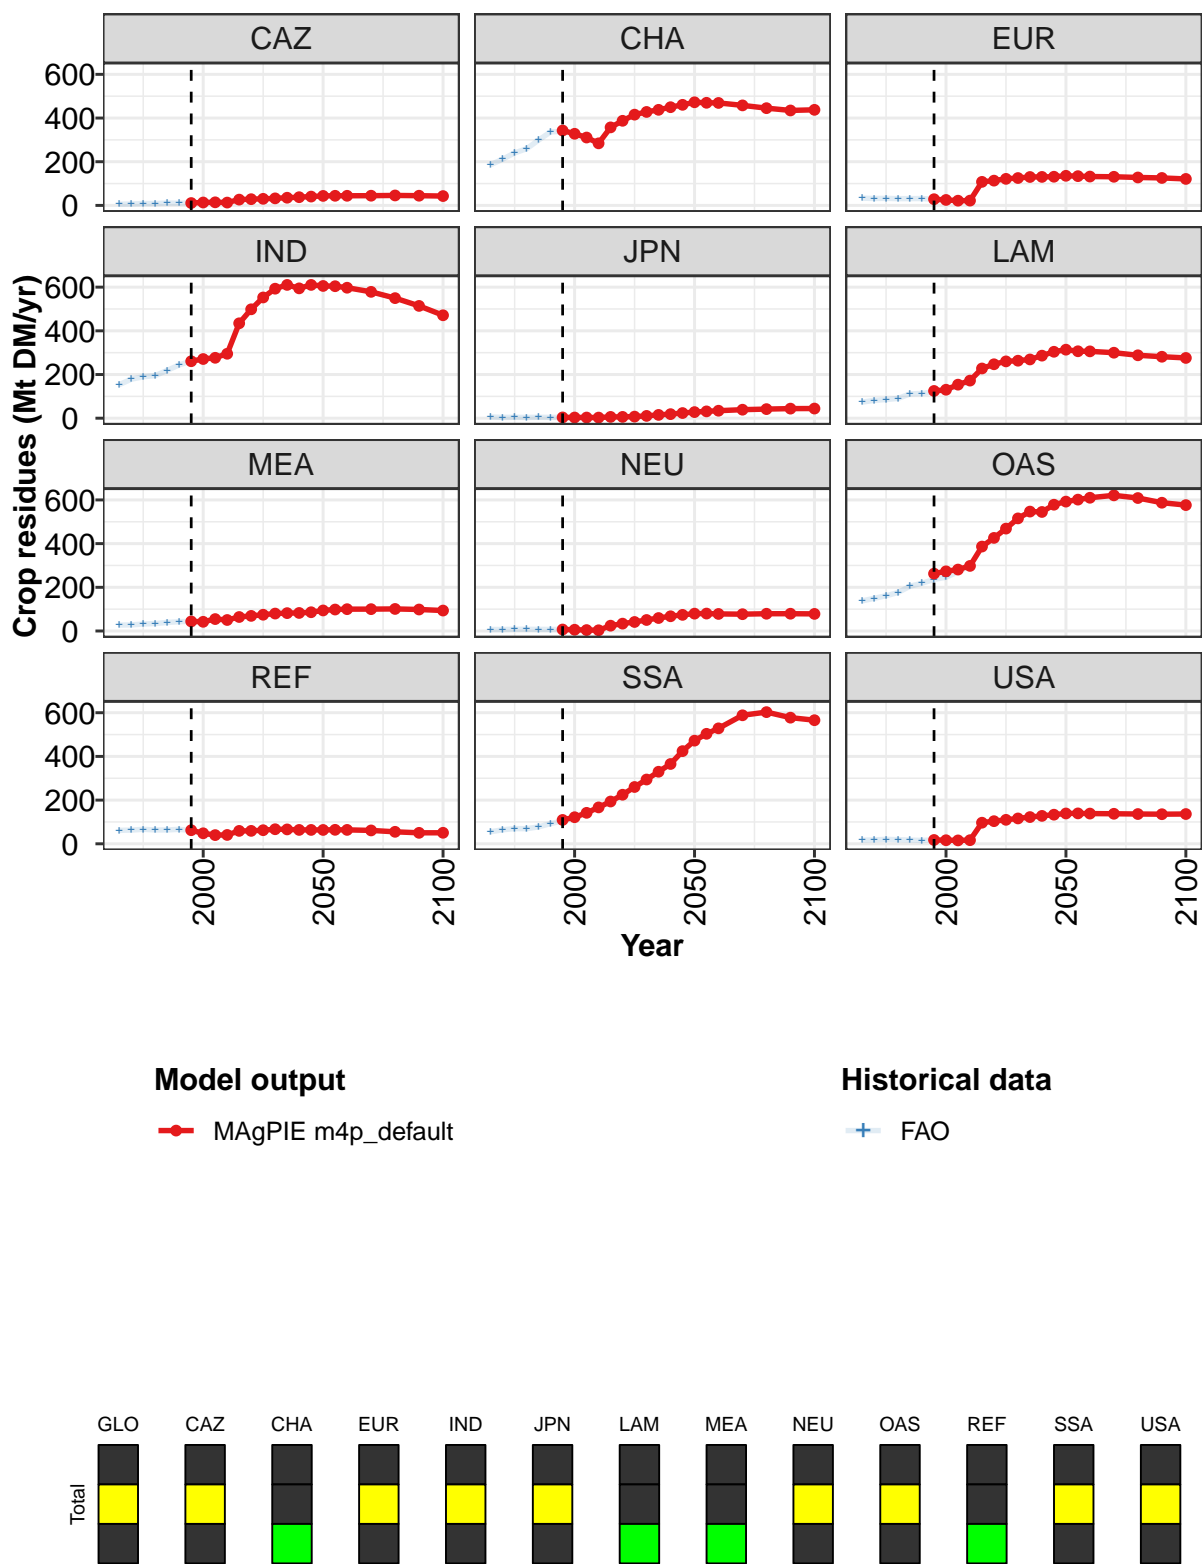 CAZ CHA EUR
600
400
200
0
IND JPN LAM
600
400
200
0
MEA NEU OAS
600
400
200
0
REF SSA USA
600
400
200
0
Crop residues (Mt DM/yr)
2000 2050 2100 2000 2050 2100 2000 2050 2100
Year
Model output Historical data
MAgPIE m4p_default FAO
GLO CAZ CHA EUR IND JPN LAM MEA NEU OAS REF SSA USA
Total